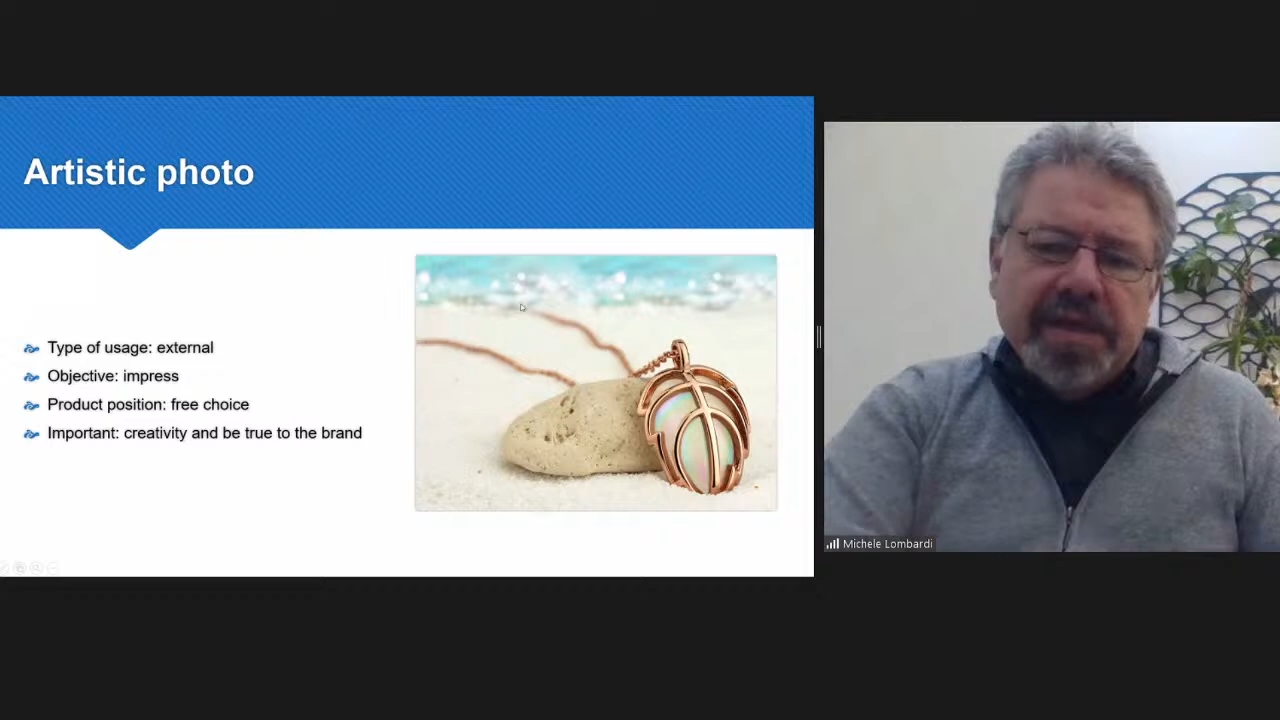 Artistic photo
Type of usage: external
Objective: impress
Product position: free choice
Important: creativity and be true to the brand
Michele Lombardi